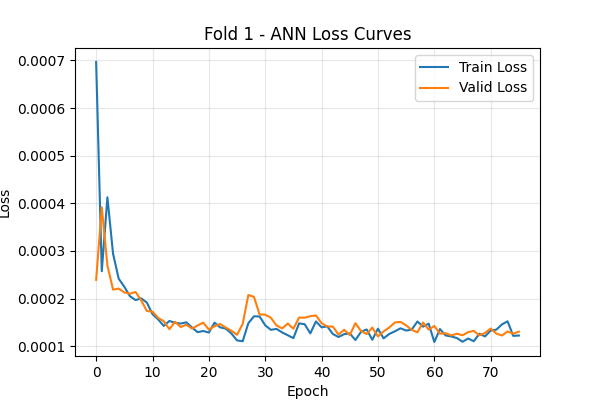 Fold 1 - ANN Loss Curves
Train Loss
Valid Loss
Loss
0.0007
0.0006
0.0005
0.0004
0.0003
0.0002
0.0001
0 10 20 30 40 50 60 70
Epoch